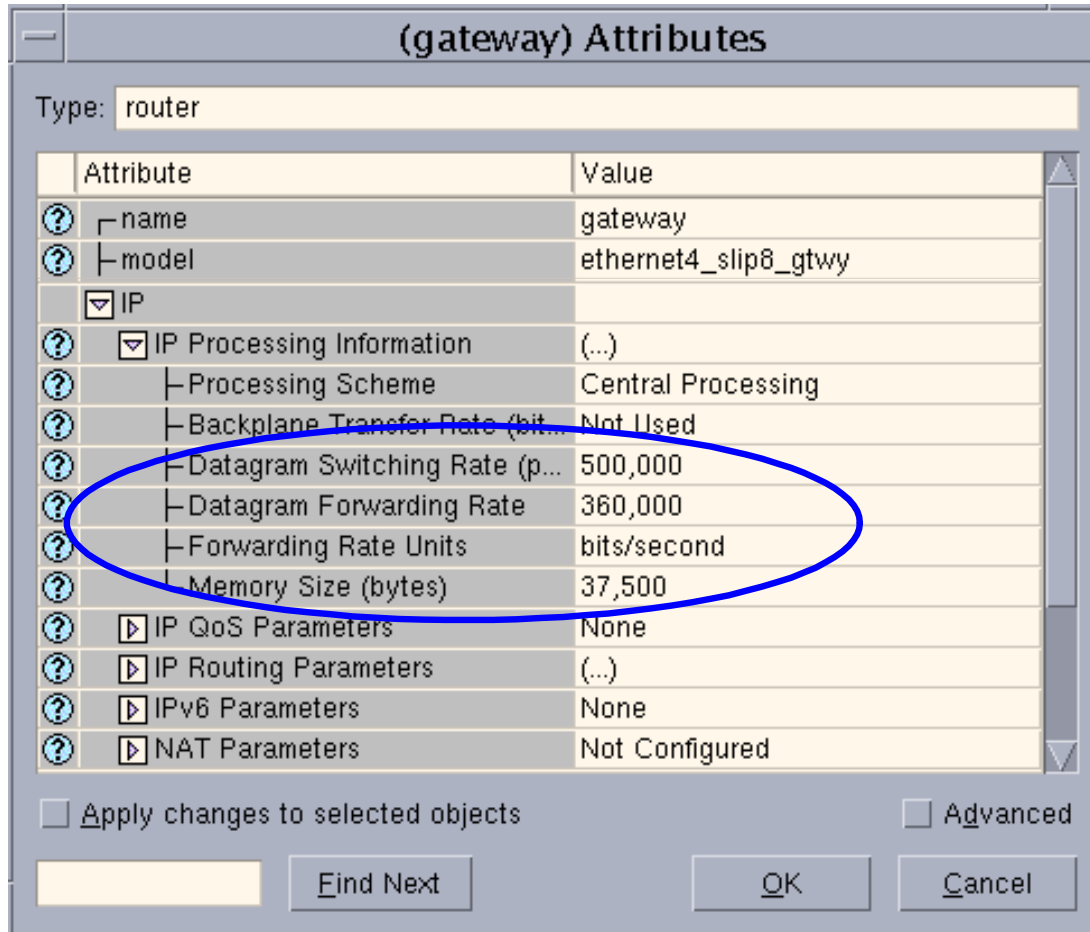 (gateway) Attributes
Type: router
Attribute Value
name gateway
model ethernet4_slip8_gtwy
IP
IP Processing Information (...)
Processing Scheme Central Processing
Backplane Transfer Rate (bit... Not Used
Datagram Switching Rate (p... 500,000
Datagram Forwarding Rate 360,000
Forwarding Rate Units bits/second
Memory Size (bytes) 37,500
IP QoS Parameters None
IP Routing Parameters (...)
IPv6 Parameters None
NAT Parameters Not Configured
Apply changes to selected objects Advanced
Find Next OK Cancel